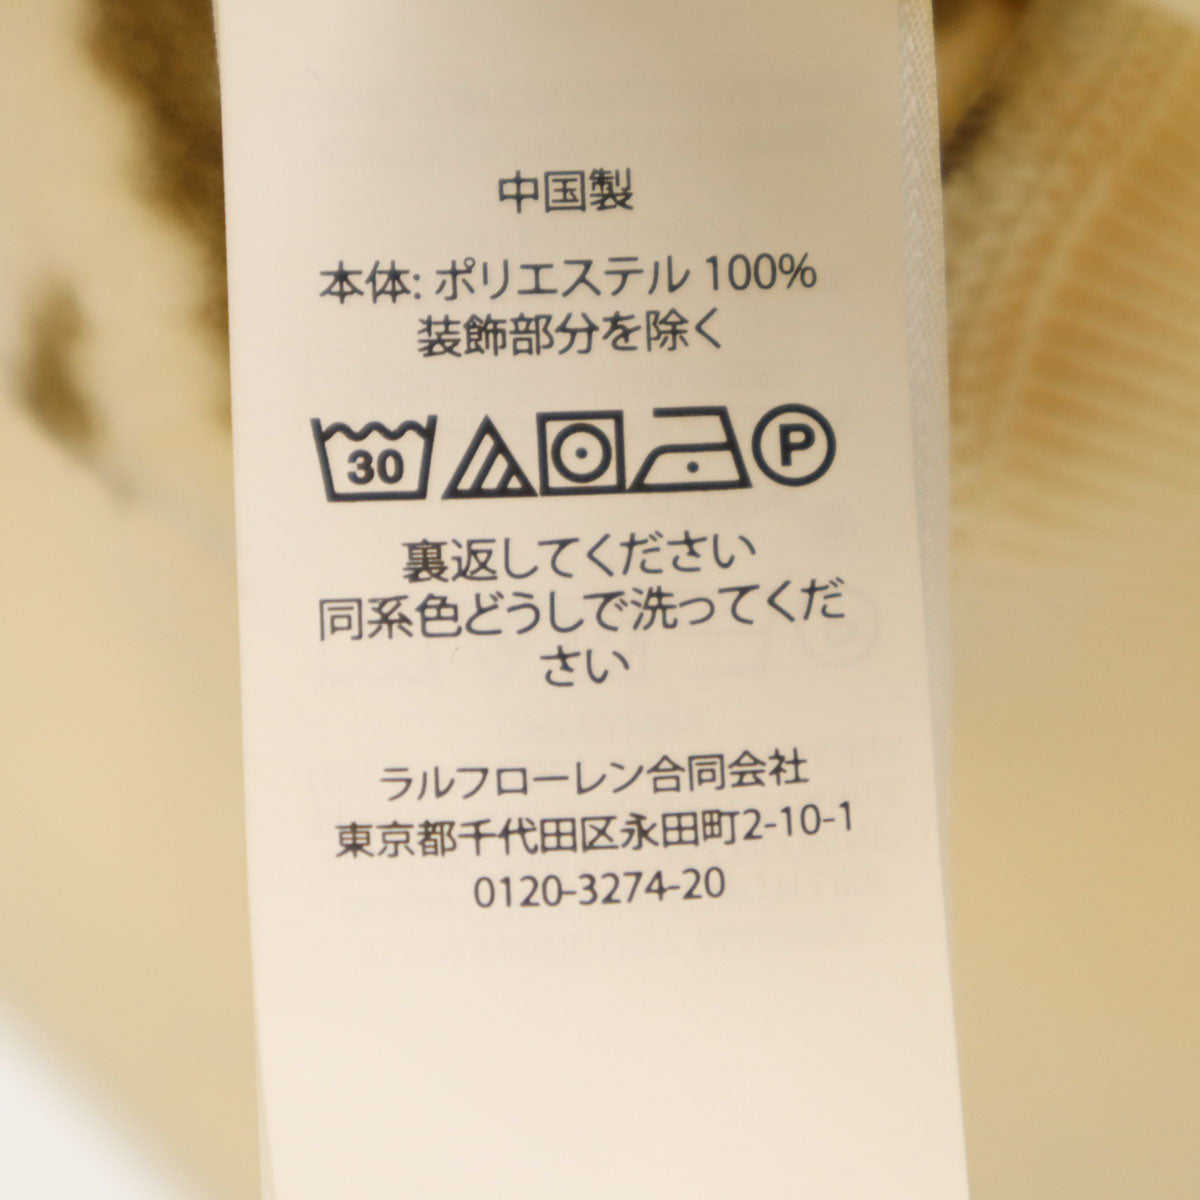 中国製
本体: ポリエステル 100%
装飾部分を除く
30 P
裏返してください
同系色どうしで洗ってくだ
さい
ラルフローレン合同会社
東京都千代田区永田町2-10-1
0120-3274-20